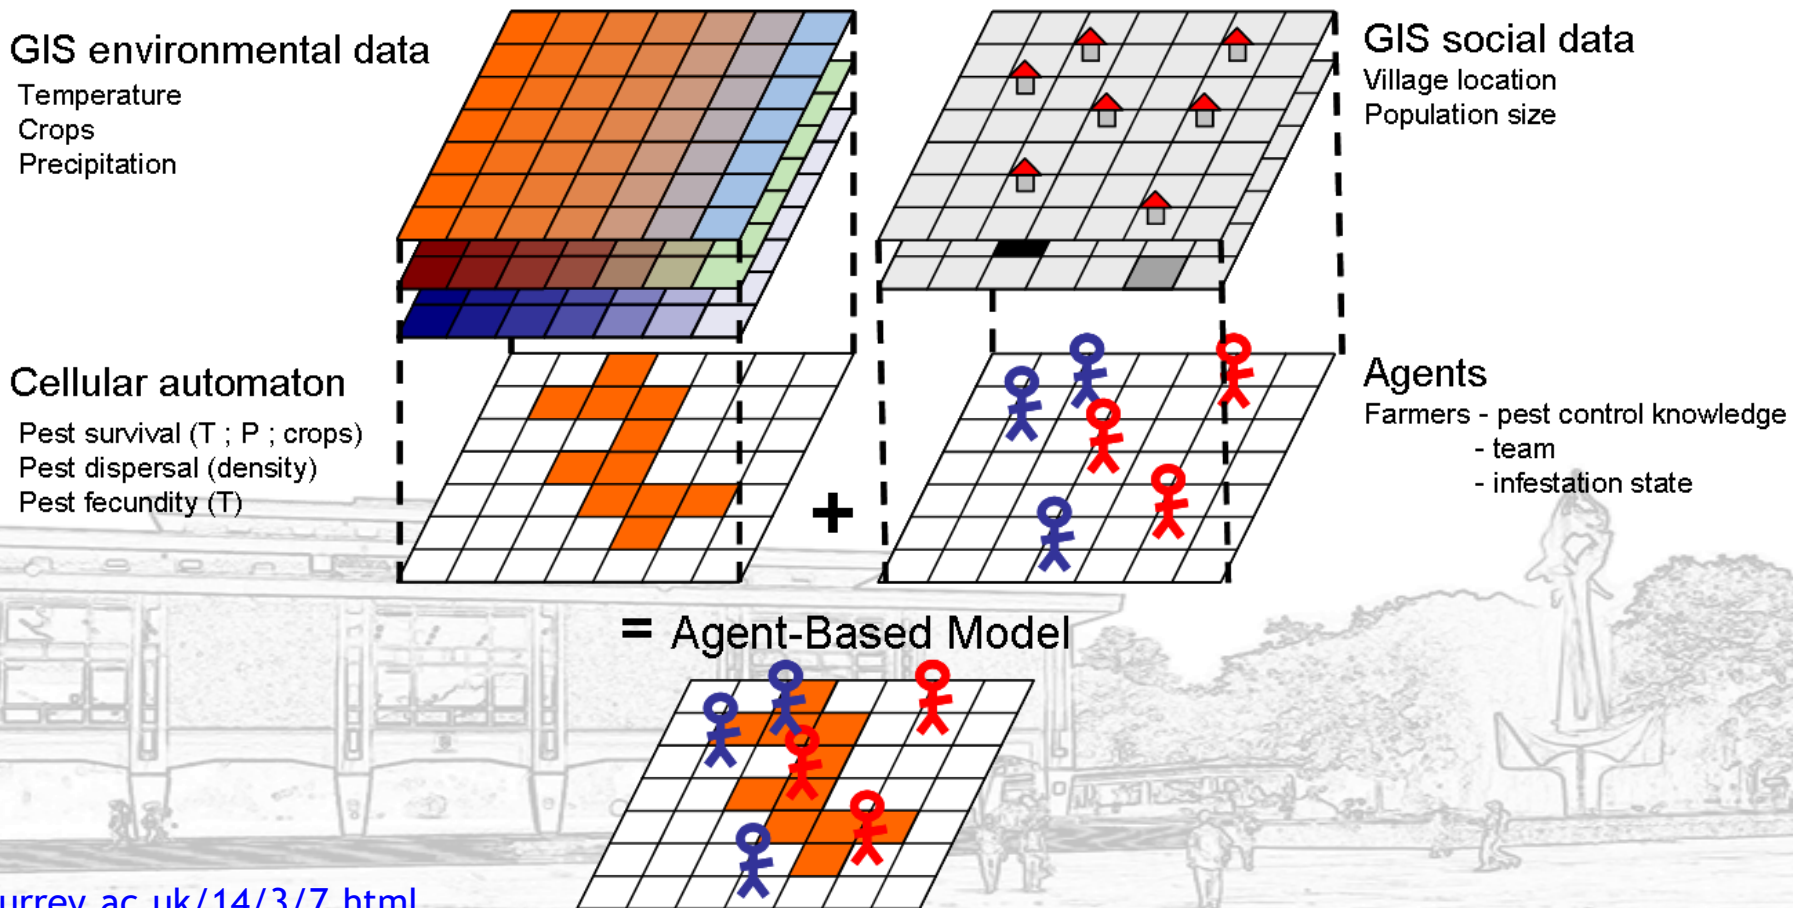 GIS environmental data
Temperature
Crops
Precipitation
GIS social data
Village location
Population size
Cellular automaton
Pest survival (T ; P ; crops)
Pest dispersal (density)
Pest fecundity (T)
+
Agents
Farmers - pest control knowledge
- team
- infestation state
= Agent-Based Model
urrey.ac.uk/14/3/7.html